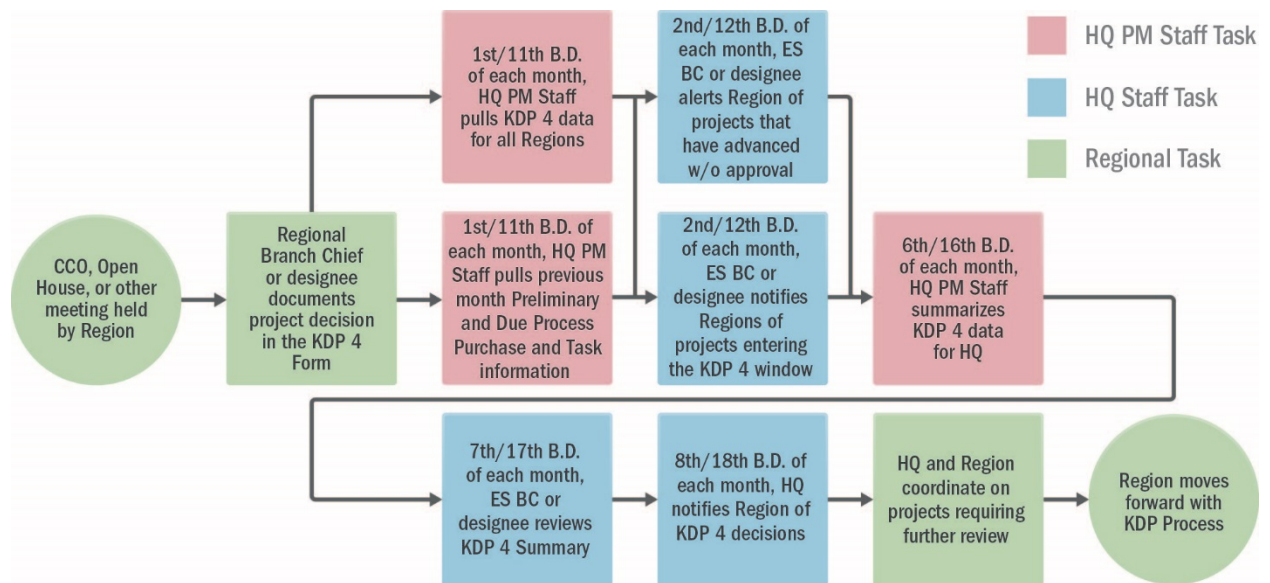 CCO, Open
House, or other
meeting held
by Region
Regional
Branch Chief
or designee
documents
project decision
in the KDP 4
Form
1st/11th B.D.
of each month,
HQ PM Staff
pulls KDP 4 data
for all Regions
1st/11th B.D. of
each month, HQ PM
Staff pulls previous
month Preliminary
and Due Process
Purchase and Task
information
2nd/12th B.D. of
each month, ES
BC or designee
alerts Region of
projects that
have advanced
w/o approval
2nd/12th B.D. of
each month,
ES BC or
designee notifies
Regions of
projects entering
the KDP 4 window
6th/16th B.D.
of each month,
HQ PM Staff
summarizes
KDP 4 data
for HQ
7th/17th B.D.
of each month,
ES BC or
designee reviews
KDP 4 Summary
8th/18th B.D. of
each month, HQ
notifies Region of
KDP 4 decisions
HQ and Region
coordinate on
projects requiring
further review
Region moves
forward with
KDP Process
HQ PM Staff Task
HQ Staff Task
Regional Task